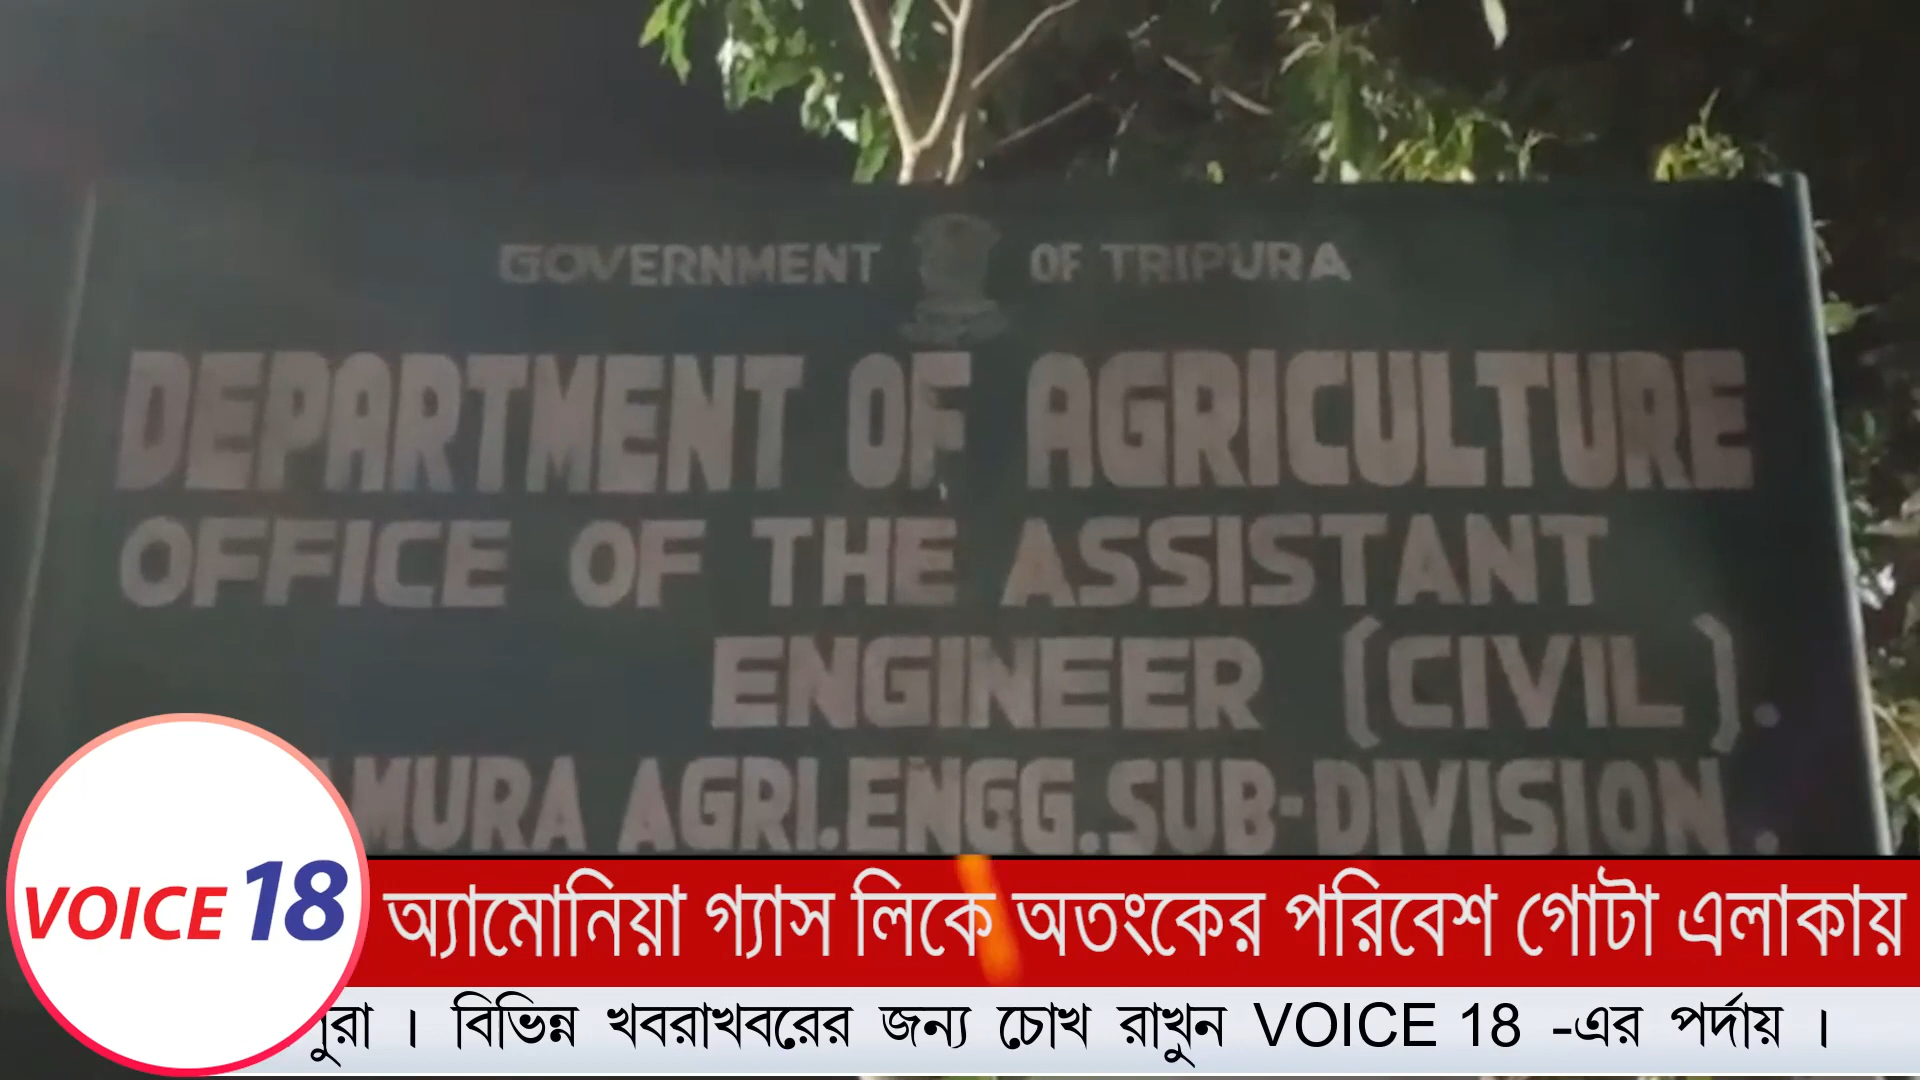 GOVERNMENT OF TRIPURA
DEPARTMENT OF AGRICULTURE
OFFICE OF THE ASSISTANT
ENGINEER (CIVIL).
AGRI.ENGG.SUB-DIVISION.
VOICE 18
অ্যামোনিয়া গ্যাস লিকে অতংকের পরিবেশ গোটা এলাকায়
। বিভিন্ন খবরাখবরের জন্য চোখ রাখুন VOICE 18 -এর পর্দায় ।